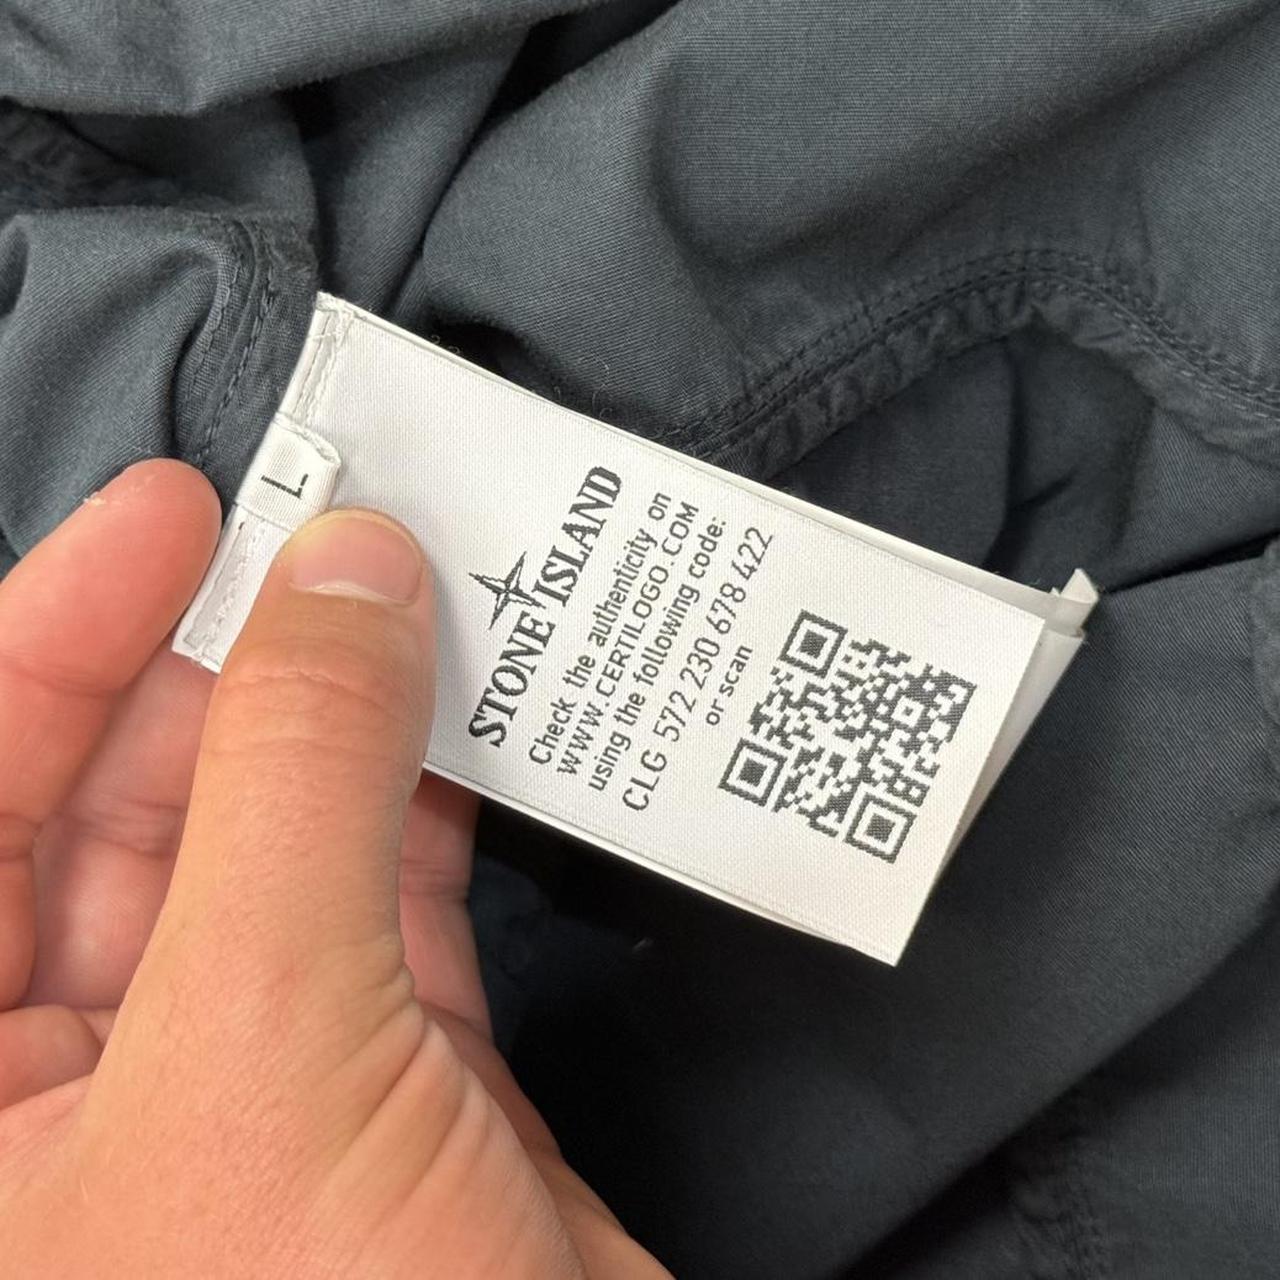 L
STONE ISLAND
Check the authenticity on
WWW.CERTILOGO.COM
using the following code:
CLG 572 230 678 422
or scan